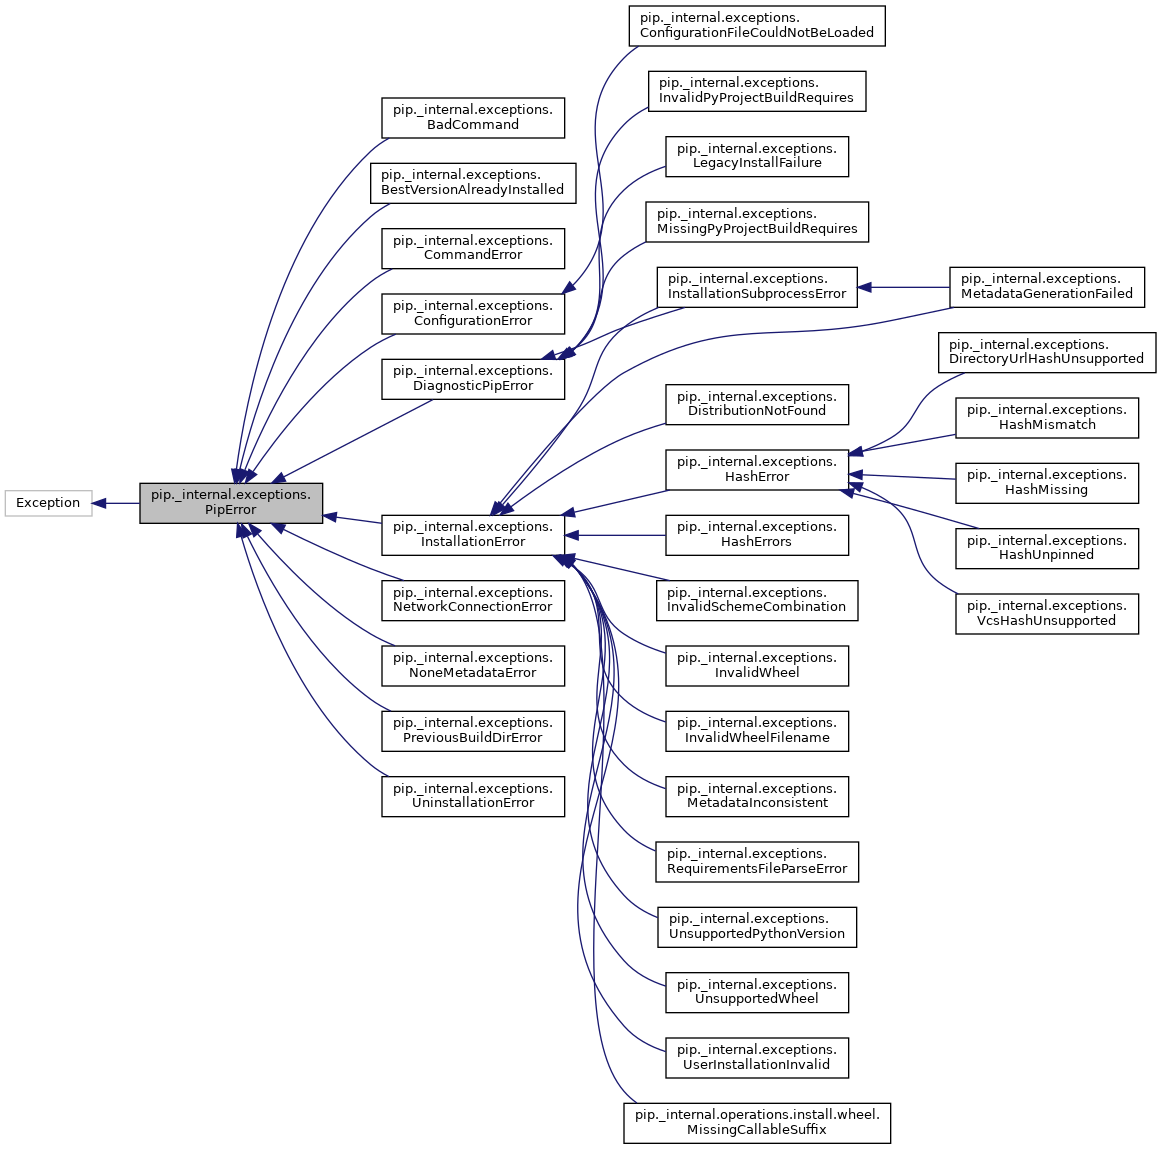 Exception
pip._internal.exceptions.
PipError
pip._internal.exceptions.
BadCommand
pip._internal.exceptions.
BestVersionAlreadyInstalled
pip._internal.exceptions.
CommandError
pip._internal.exceptions.
ConfigurationError
pip._internal.exceptions.
DiagnosticPipError
pip._internal.exceptions.
InstallationError
pip._internal.exceptions.
NetworkConnectionError
pip._internal.exceptions.
NoneMetadataError
pip._internal.exceptions.
PreviousBuildDirError
pip._internal.exceptions.
UninstallationError
pip._internal.exceptions.
ConfigurationFileCouldNotBeLoaded
pip._internal.exceptions.
InvalidPyProjectBuildRequires
pip._internal.exceptions.
LegacyInstallFailure
pip._internal.exceptions.
MissingPyProjectBuildRequires
pip._internal.exceptions.
InstallationSubprocessError
pip._internal.exceptions.
DistributionNotFound
pip._internal.exceptions.
HashError
pip._internal.exceptions.
HashErrors
pip._internal.exceptions.
InvalidSchemeCombination
pip._internal.exceptions.
InvalidWheel
pip._internal.exceptions.
InvalidWheelFilename
pip._internal.exceptions.
MetadataInconsistent
pip._internal.exceptions.
RequirementsFileParseError
pip._internal.exceptions.
UnsupportedPythonVersion
pip._internal.exceptions.
UnsupportedWheel
pip._internal.exceptions.
UserInstallationInvalid
pip._internal.operations.install.wheel.
MissingCallableSuffix
pip._internal.exceptions.
MetadataGenerationFailed
pip._internal.exceptions.
DirectoryUrlHashUnsupported
pip._internal.exceptions.
HashMismatch
pip._internal.exceptions.
HashMissing
pip._internal.exceptions.
HashUnpinned
pip._internal.exceptions.
VcsHashUnsupported